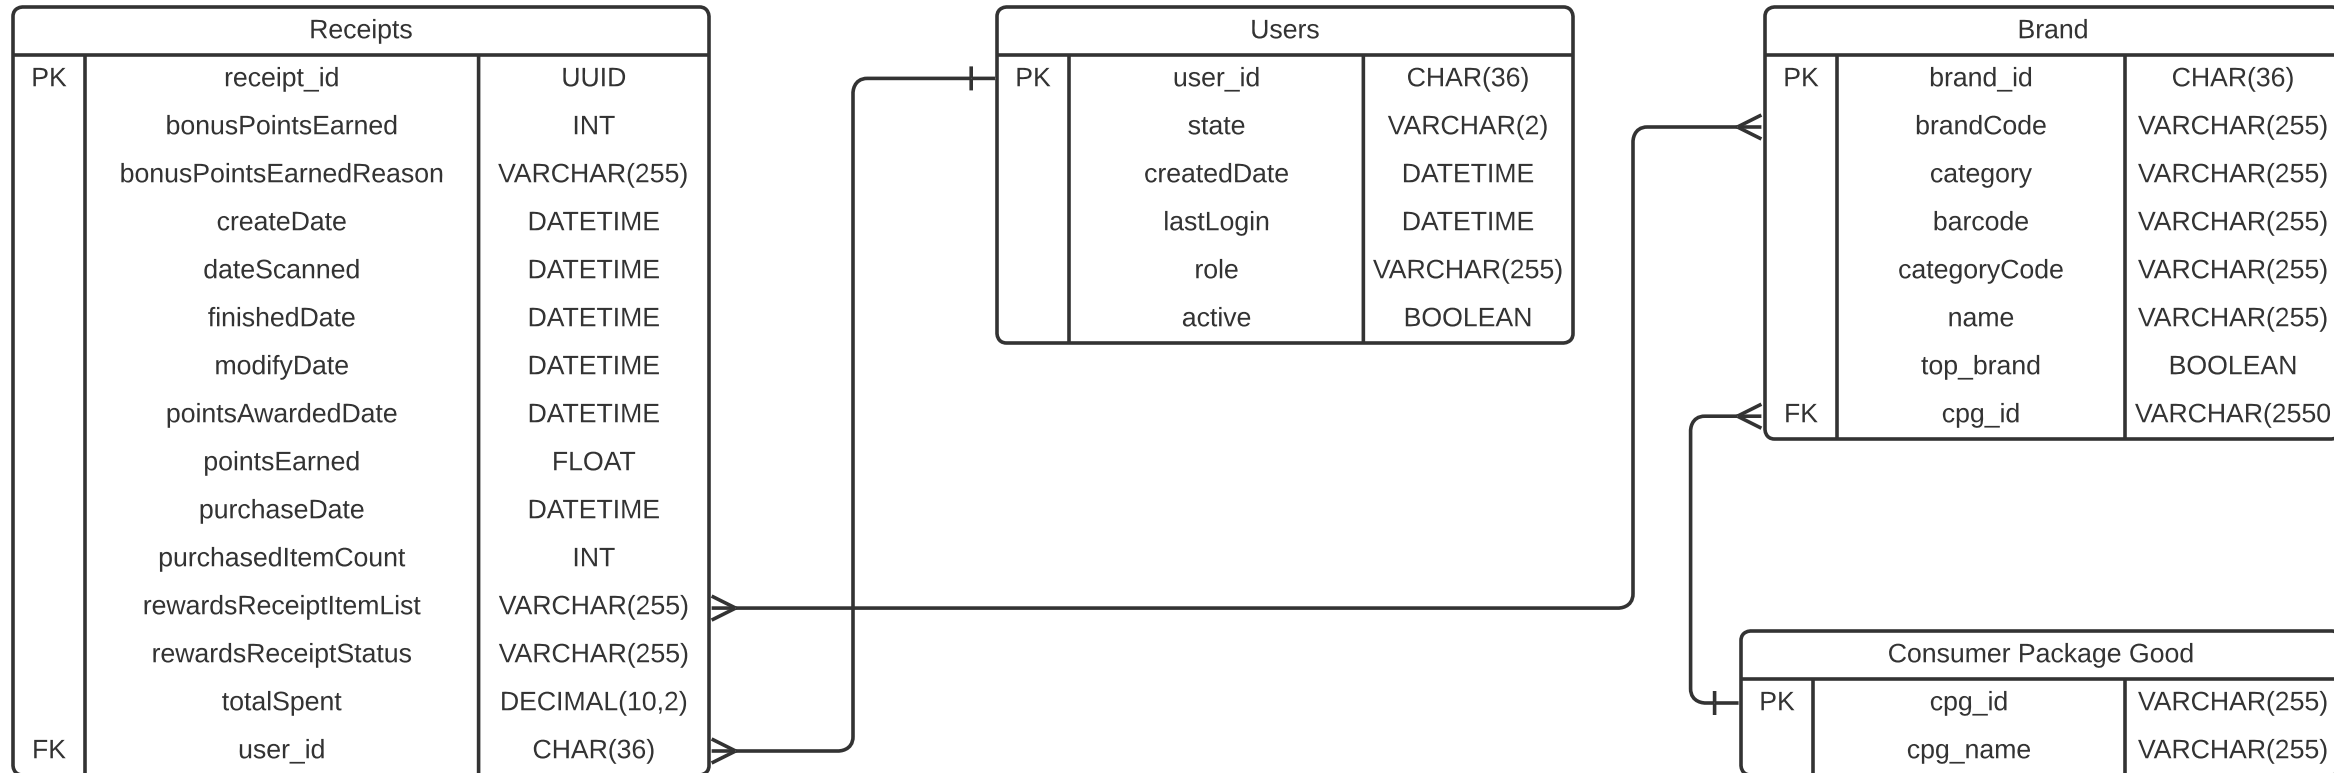 Receipts
PK receipt_id UUID
bonusPointsEarned INT
bonusPointsEarnedReason VARCHAR(255)
createDate DATETIME
dateScanned DATETIME
finishedDate DATETIME
modifyDate DATETIME
pointsAwardedDate DATETIME
pointsEarned FLOAT
purchaseDate DATETIME
purchasedItemCount INT
rewardsReceiptItemList VARCHAR(255)
rewardsReceiptStatus VARCHAR(255)
totalSpent DECIMAL(10,2)
FK user_id CHAR(36)
Users
PK user_id CHAR(36)
state VARCHAR(2)
createdDate DATETIME
lastLogin DATETIME
role VARCHAR(255)
active BOOLEAN
Brand
PK brand_id CHAR(36)
brandCode VARCHAR(255)
category VARCHAR(255)
barcode VARCHAR(255)
categoryCode VARCHAR(255)
name VARCHAR(255)
top_brand BOOLEAN
FK cpg_id VARCHAR(2550
Consumer Package Good
PK cpg_id VARCHAR(255)
cpg_name VARCHAR(255)